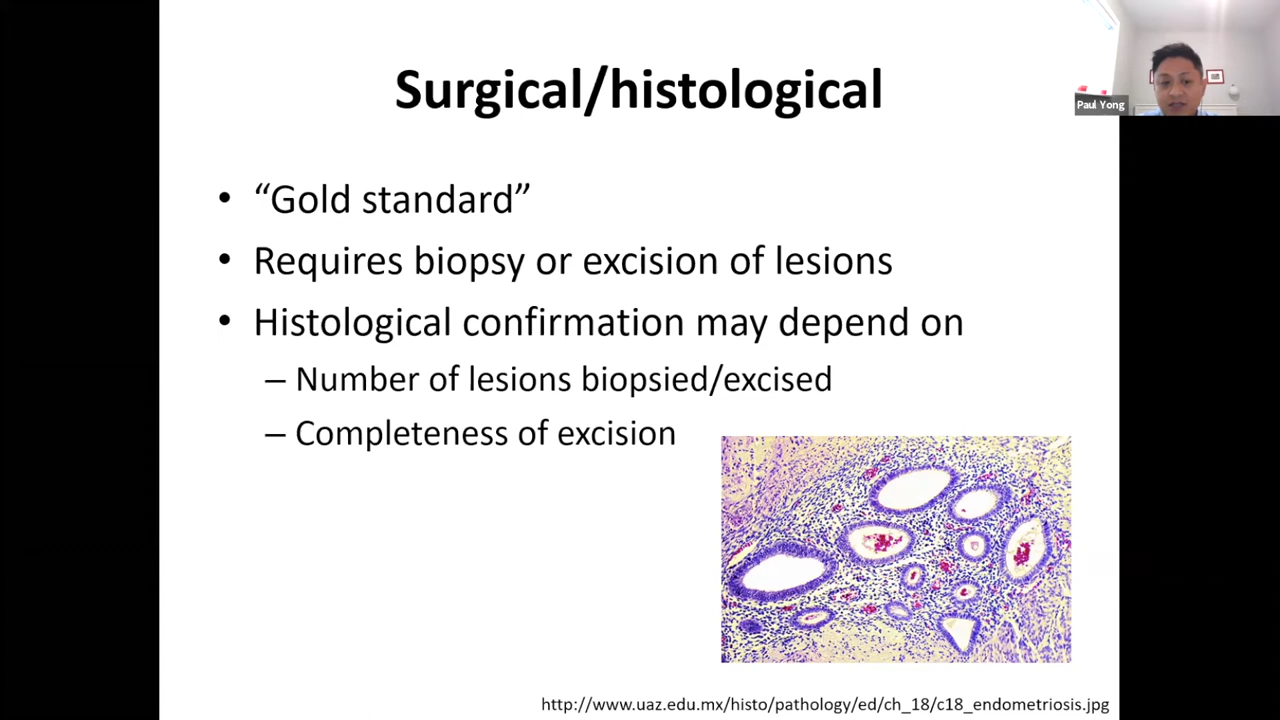 Surgical/histological
Paul Yong
• “Gold standard”
• Requires biopsy or excision of lesions
• Histological confirmation may depend on
– Number of lesions biopsied/excised
– Completeness of excision
http://www.uaz.edu.mx/histo/pathology/ed/ch_18/c18_endometriosis.jpg